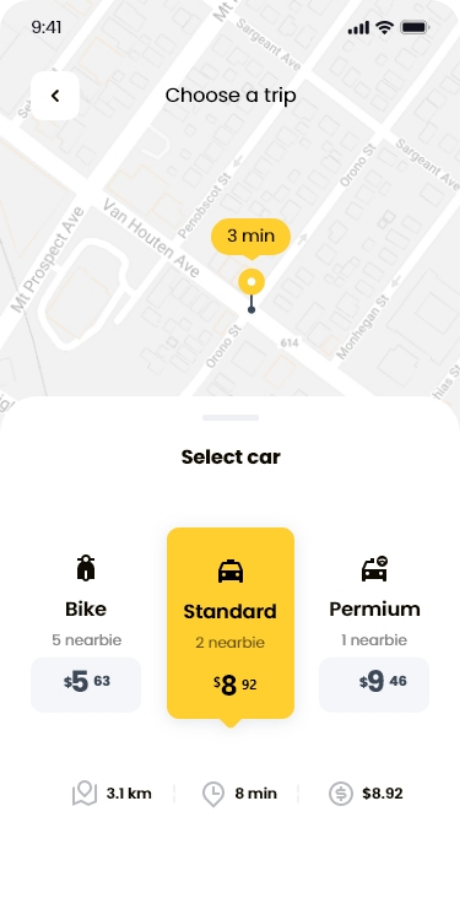 9:41
Mt
Sargeant Ave
Choose a trip
Sargeant Ave
Orono St
Penobscot St
Van Houten Ave
Mt Prospect Ave
3 min
614
Orono St
Monhegan St
Select car
Bike
Standard
Permium
5 nearbie
2 nearbie
1 nearbie
$5 63
$8 92
$9 46
3.1 km
8 min
$8.92